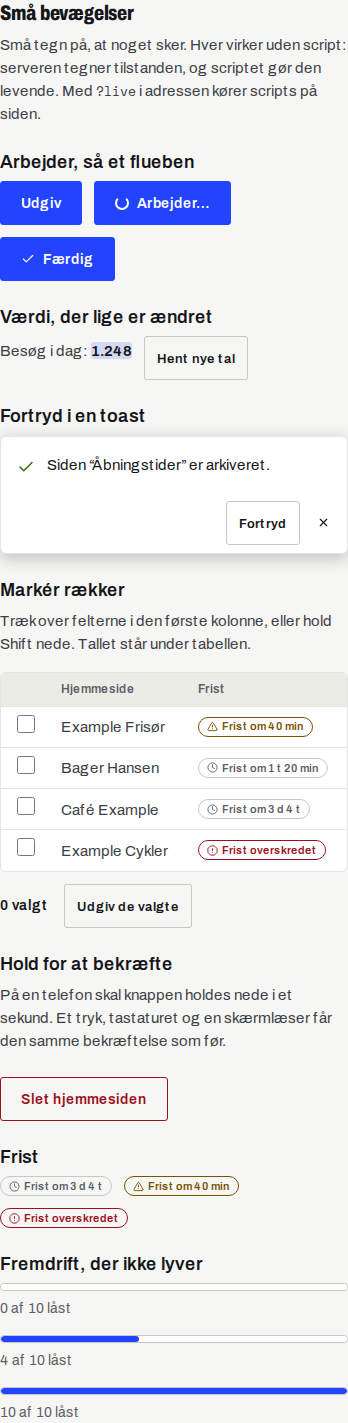 Små bevægelser
Små tegn på, at noget sker. Hver virker uden script:
serveren tegner tilstanden, og scriptet gør den
levende. Med ?live i adressen kører scripts på
siden.
Arbejder, så et flueben
Udgiv
Arbejder…
Færdig
Værdi, der lige er ændret
Besøg i dag: 1.248
Hent nye tal
Fortryd i en toast
Siden “Åbningstider” er arkiveret.
Fortryd
Markér rækker
Træk over felterne i den første kolonne, eller hold
Shift nede. Tallet står under tabellen.
Hjemmeside Frist
Example Frisør Frist om 40 min
Bager Hansen Frist om 1 t 20 min
Café Example Frist om 3 d 4 t
Example Cykler Frist overskredet
0 valgt
Udgiv de valgte
Hold for at bekræfte
På en telefon skal knappen holdes nede i et
sekund. Et tryk, tastaturet og en skærmlæser får
den samme bekræftelse som før.
Slet hjemmesiden
Frist
Frist om 3 d 4 t Frist om 40 min
Frist overskredet
Fremdrift, der ikke lyver
0 af 10 låst
4 af 10 låst
10 af 10 låst